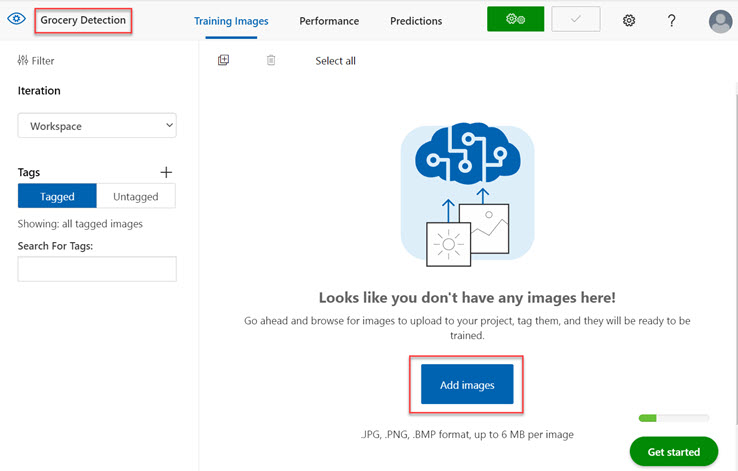 Grocery Detection
Training Images
Performance
Predictions
?
Filter
Select all
Iteration
Workspace
Tags
Tagged
Untagged
Showing: all tagged images
Search For Tags:
Looks like you don't have any images here!
Go ahead and browse for images to upload to your project, tag them, and they will be ready to be
trained.
Add images
.JPG, .PNG, .BMP format, up to 6 MB per image
Get started